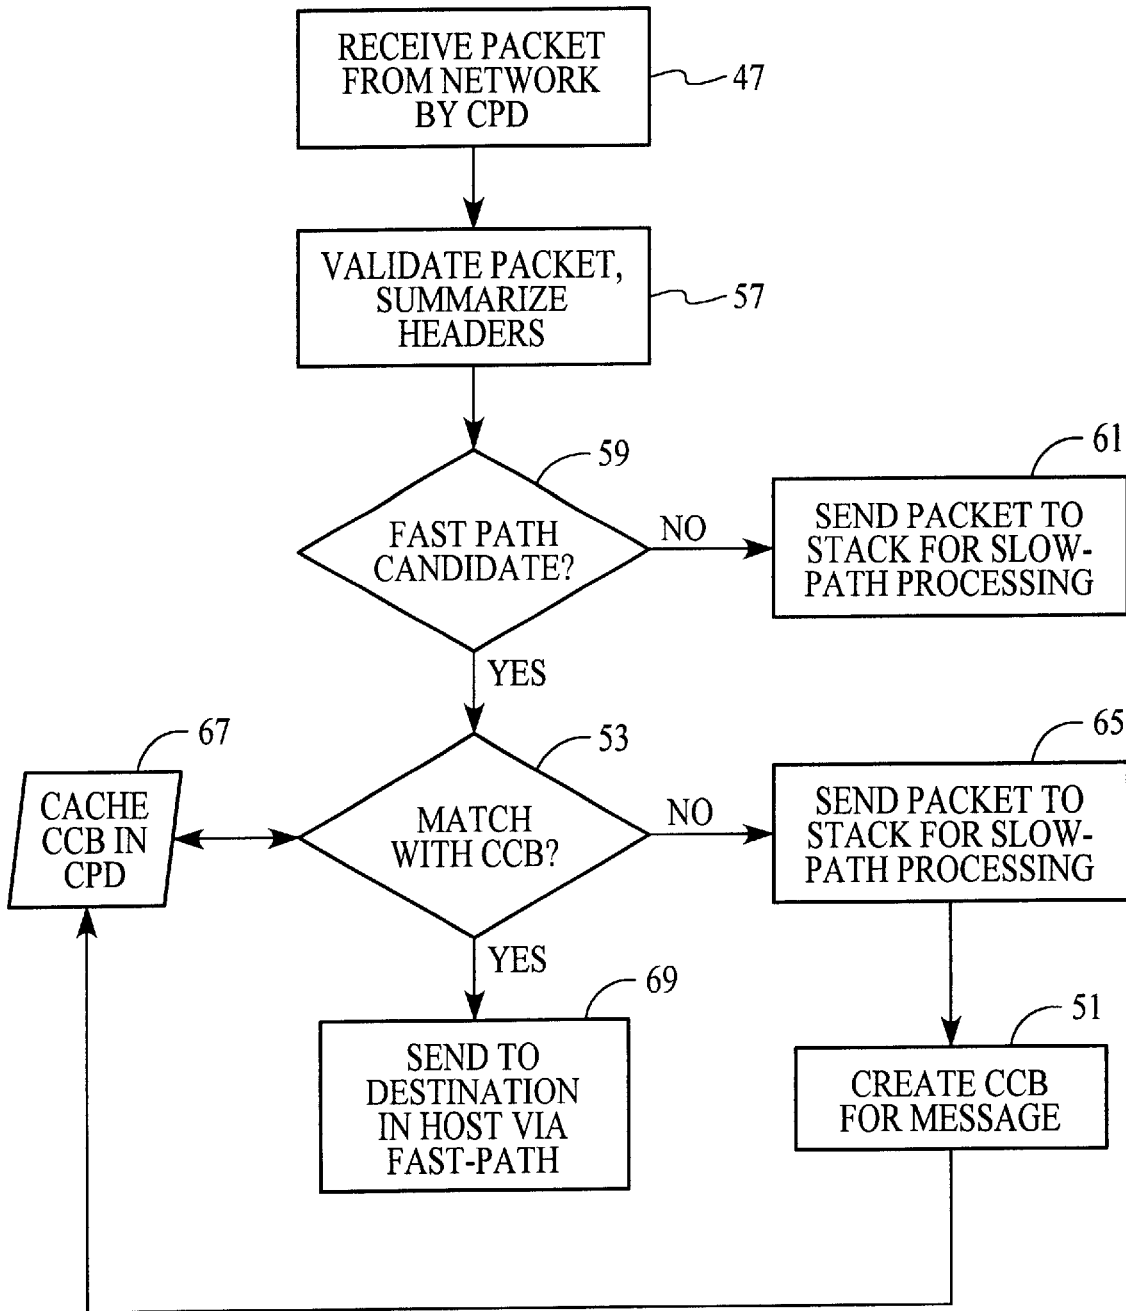 RECEIVE PACKET
FROM NETWORK
BY CPD
47
VALIDATE PACKET,
SUMMARIZE
HEADERS
57
59
FAST PATH
CANDIDATE?
NO
61
SEND PACKET TO
STACK FOR SLOW-
PATH PROCESSING
YES
67
CACHE
CCB IN
CPD
53
MATCH
WITH CCB?
NO
65
SEND PACKET TO
STACK FOR SLOW-
PATH PROCESSING
YES
69
SEND TO
DESTINATION
IN HOST VIA
FAST-PATH
51
CREATE CCB
FOR MESSAGE